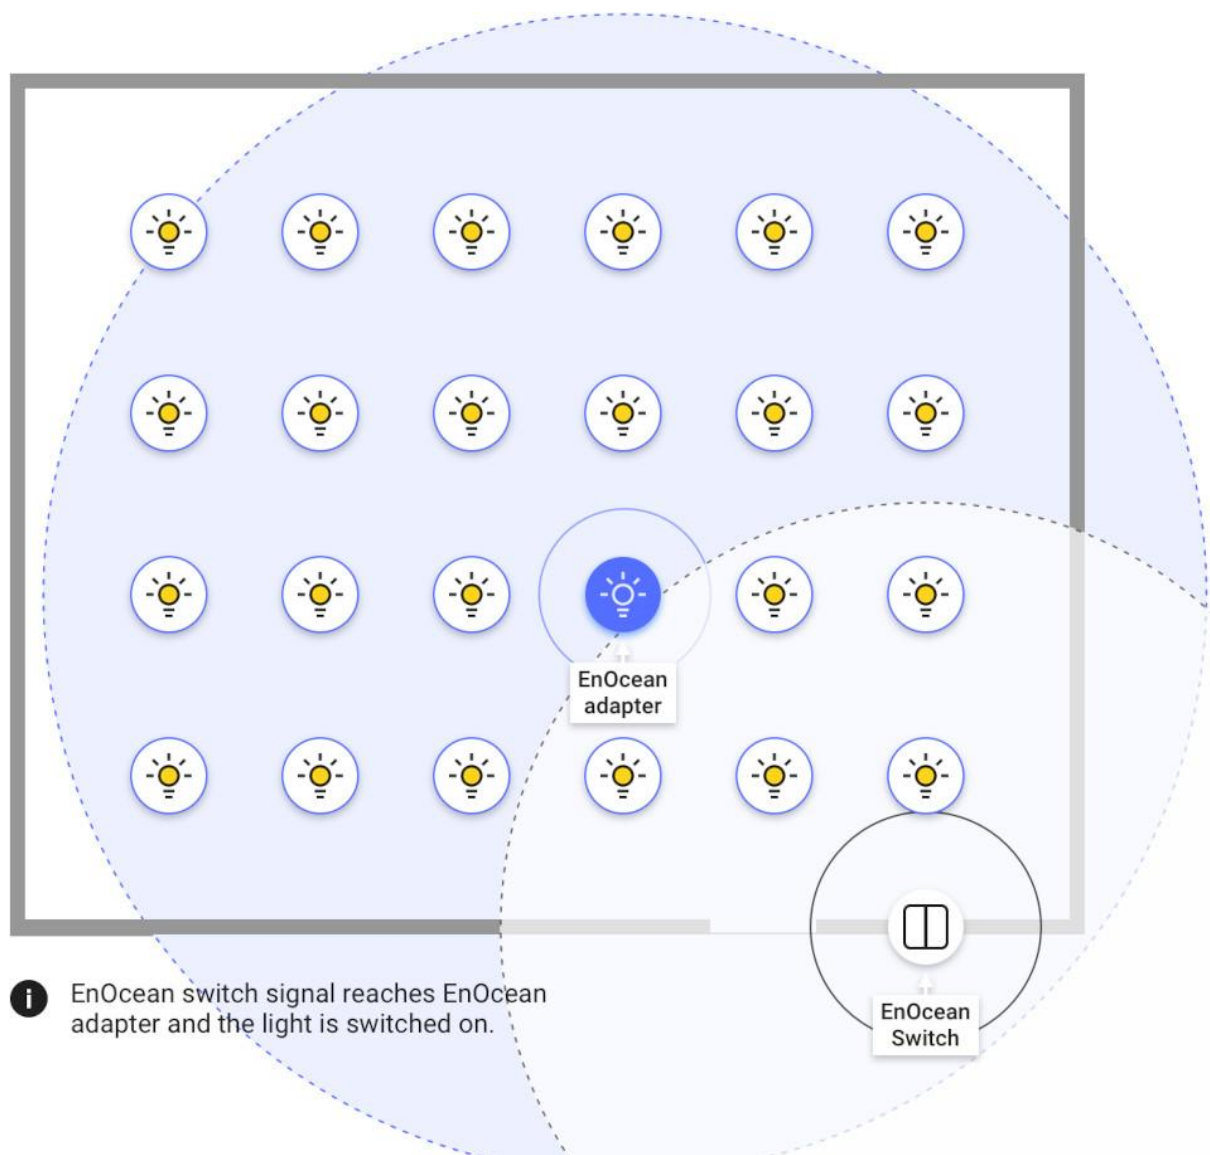 EnOcean
adapter
i
EnOcean switch signal reaches EnOcean
adapter and the light is switched on.
EnOcean
Switch